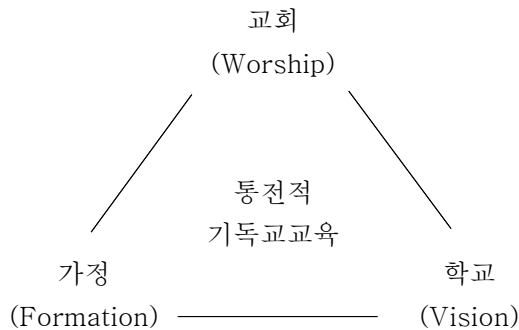 교회
(Worship)
통전적
기독교교육
가정
학교
(Formation)
(Vision)